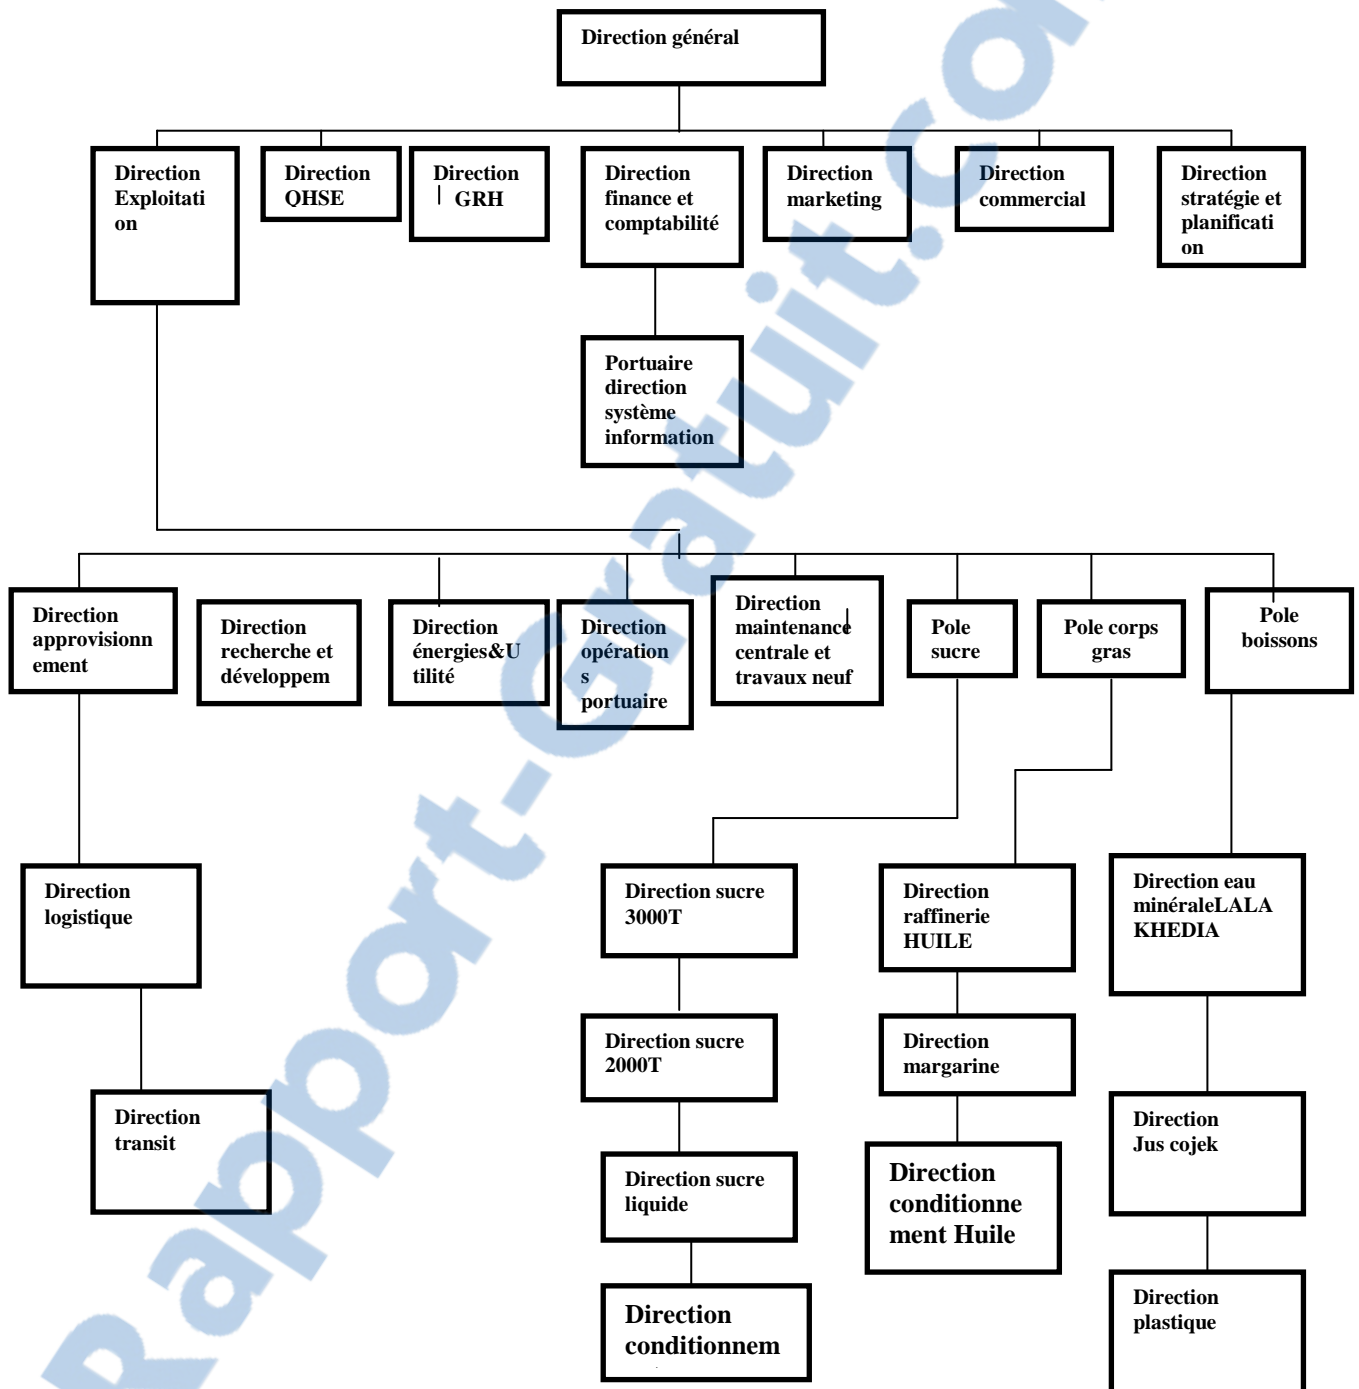 Direction général
Direction
Exploitati
on
Direction
QHSE
Direction
GRH
Direction
finance et
comptabilité
Direction
marketing
Direction
commercial
Direction
stratégie et
planificati
on
Portuaire
direction
système
information
Direction
approvisionn
ement
Direction
recherche et
développem
Direction
énergies&U
tilité
Direction
opération
s
portuaire
Direction
maintenance
centrale et
travaux neuf
Pole
sucre
Pole corps
gras
Pole
boissons
Direction
logistique
Direction sucre
3000T
Direction
raffinerie
HUILE
Direction eau
minéraleLALA
KHEDIA
Direction sucre
2000T
Direction
margarine
Direction
transit
Direction
Jus cojek
Direction sucre
liquide
Direction
conditionne
ment Huile
Direction
conditionnem
Direction
plastique
Rapport-Gratuit.com